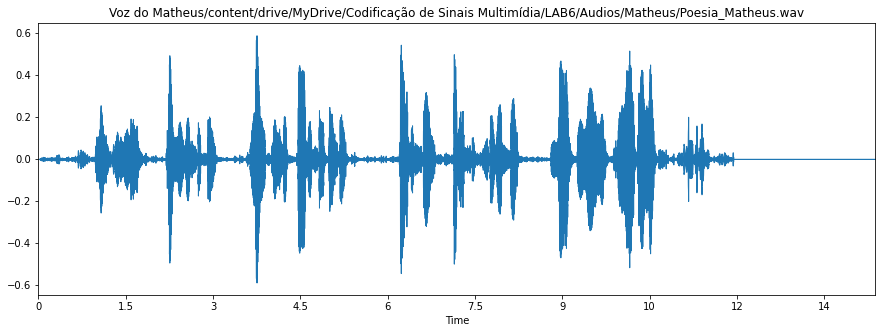 Voz do Matheus/content/drive/MyDrive/Codificação de Sinais Multimídia/LAB6/Audios/Matheus/Poesia_Matheus.wav
0.6
0.4
0.2
0.0
−0.2
−0.4
−0.6
0 1.5 3 4.5 6 7.5 9 10 12 14
Time